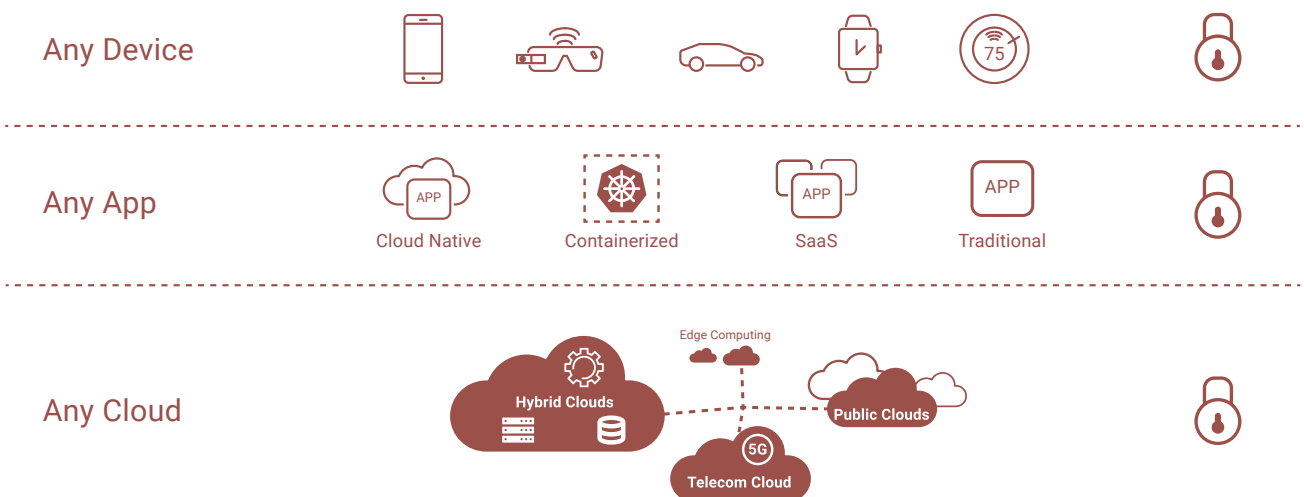 Any Device
75
Any App
APP
APP
APP
Cloud Native
Containerized
SaaS
Traditional
Any Cloud
Edge Computing
Hybrid Clouds
Public Clouds
5G
Telecom Cloud